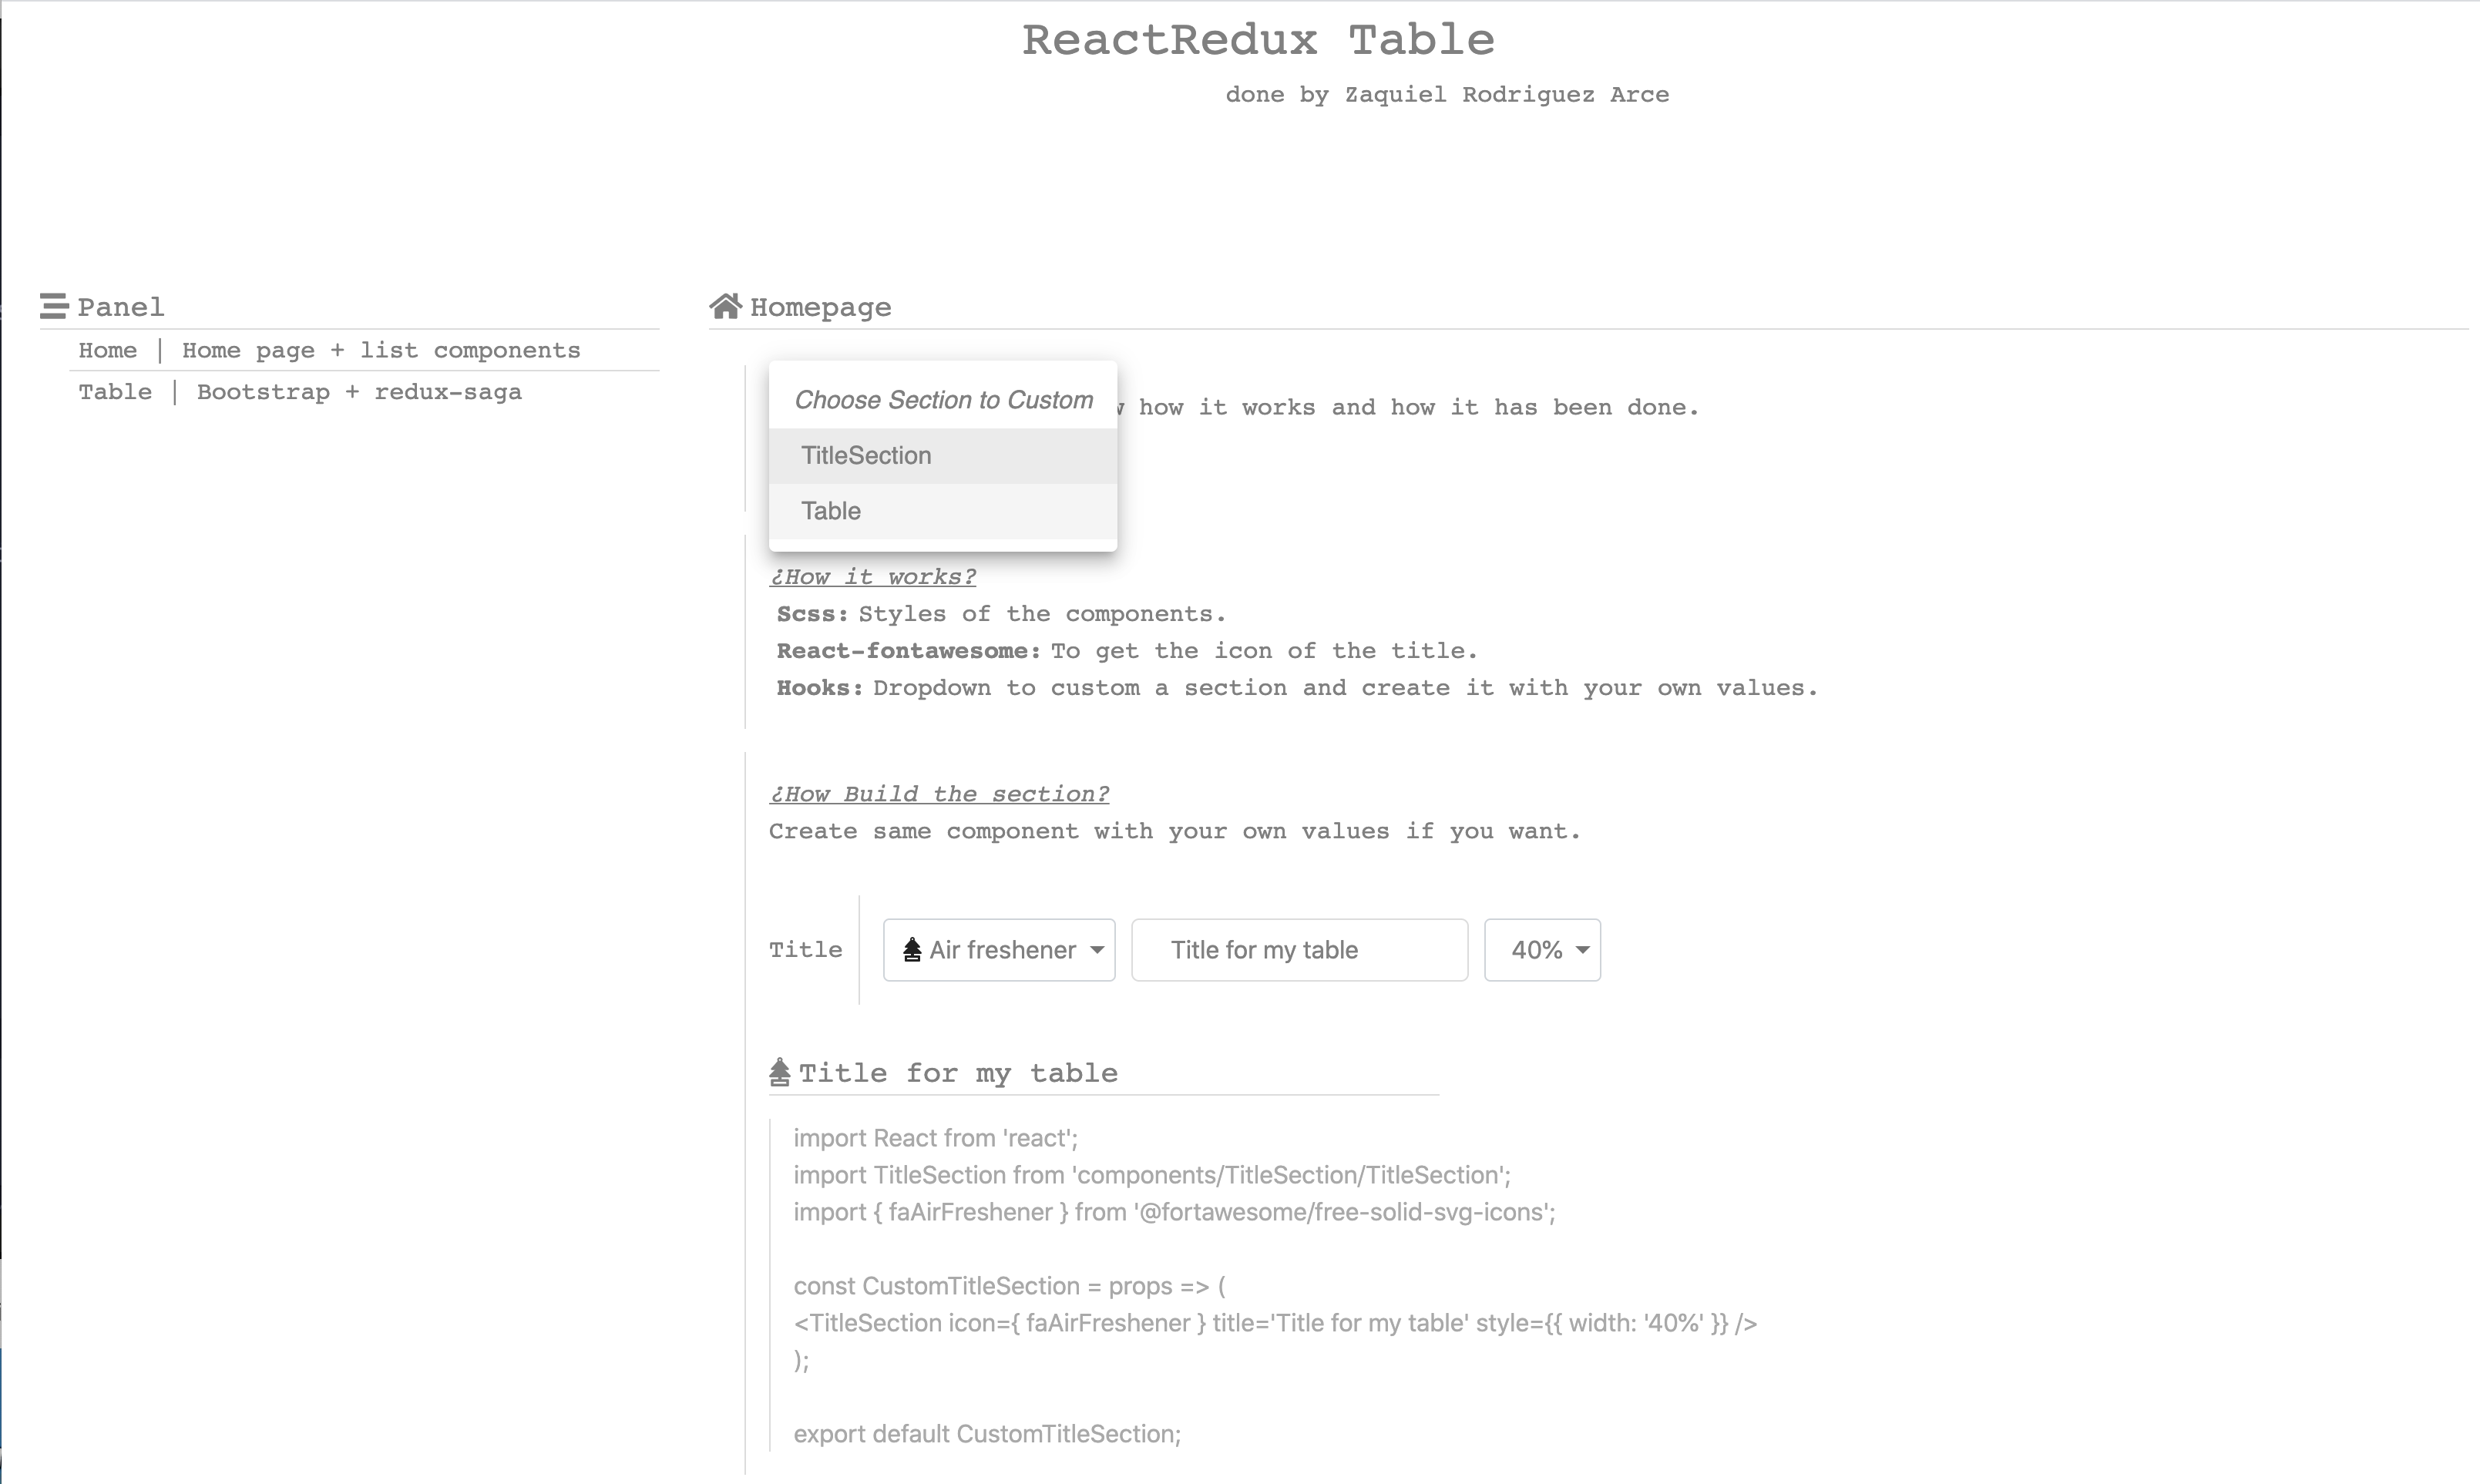 ReactRedux Table
done by Zaquiel Rodriguez Arce
Panel
Home | Home page + list components
Table | Bootstrap + redux-saga
Homepage
Choose Section to Custom
TitleSection
Table
how it works and how it has been done.
¿How it works?
Scss: Styles of the components.
React-fontawesome: To get the icon of the title.
Hooks: Dropdown to custom a section and create it with your own values.
¿How Build the section?
Create same component with your own values if you want.
Title
Air freshener
Title for my table
40%
Title for my table
import React from 'react';
import TitleSection from 'components/TitleSection/TitleSection';
import { faAirFreshener } from '@fortawesome/free-solid-svg-icons';
const CustomTitleSection = props => (
<TitleSection icon={ faAirFreshener } title='Title for my table' style={{ width: '40%' }} />
);
export default CustomTitleSection;